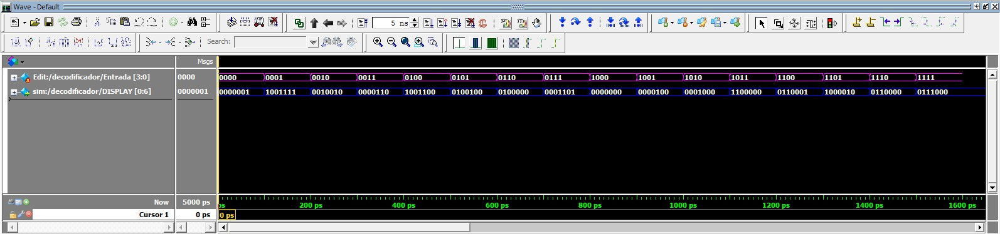 Wave - Default
5 ns
Search:
Msgs
Edit:/decodificador/Entrada [3:0] 0000 0000 0001 0010 0011 0100 0101 0110 0111 1000 1001 1010 1011 1100 1101 1110 1111
sim:/decodificador/DISPLAY [0:6] 0000001 0000001 1001111 0010010 0000110 1001100 0100100 0100000 0001101 0000000 0000100 0001000 1100000 0110001 1000010 0110000 0111000
Now 5000 ps ps 200 ps 400 ps 600 ps 800 ps 1000 ps 1200 ps 1400 ps 1600 ps
Cursor 1 0 ps 0 ps